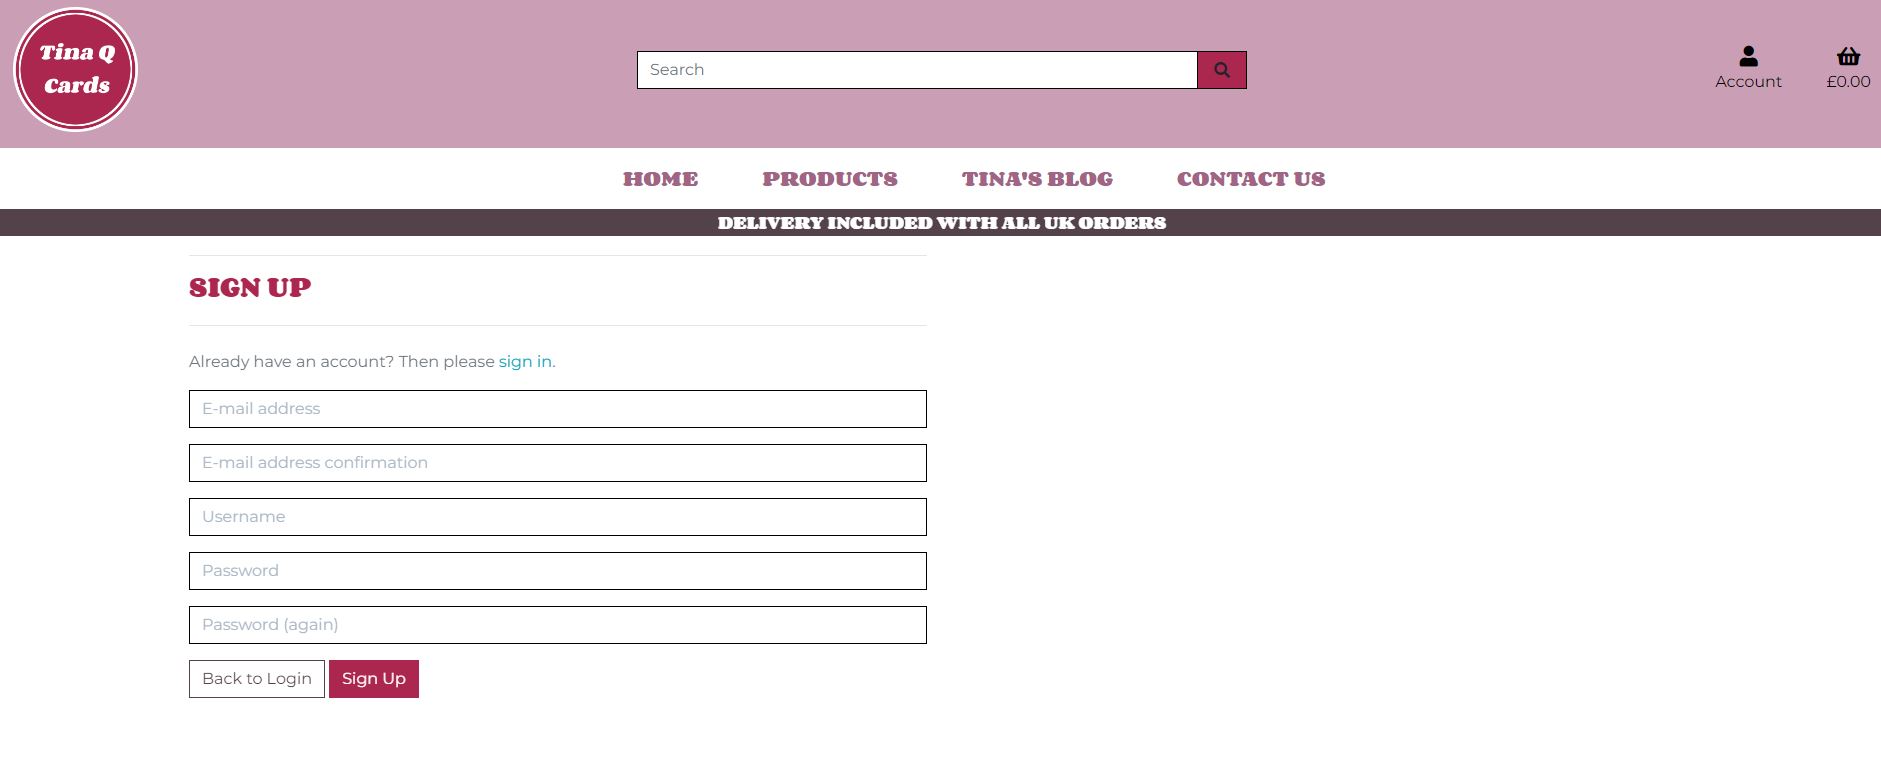 Tina Q
Cards
Search
Account
£0.00
HOME
PRODUCTS
TINA'S BLOG
CONTACT US
DELIVERY INCLUDED WITH ALL UK ORDERS
SIGN UP
Already have an account? Then please sign in.
E-mail address
E-mail address confirmation
Username
Password
Password (again)
Back to Login
Sign Up